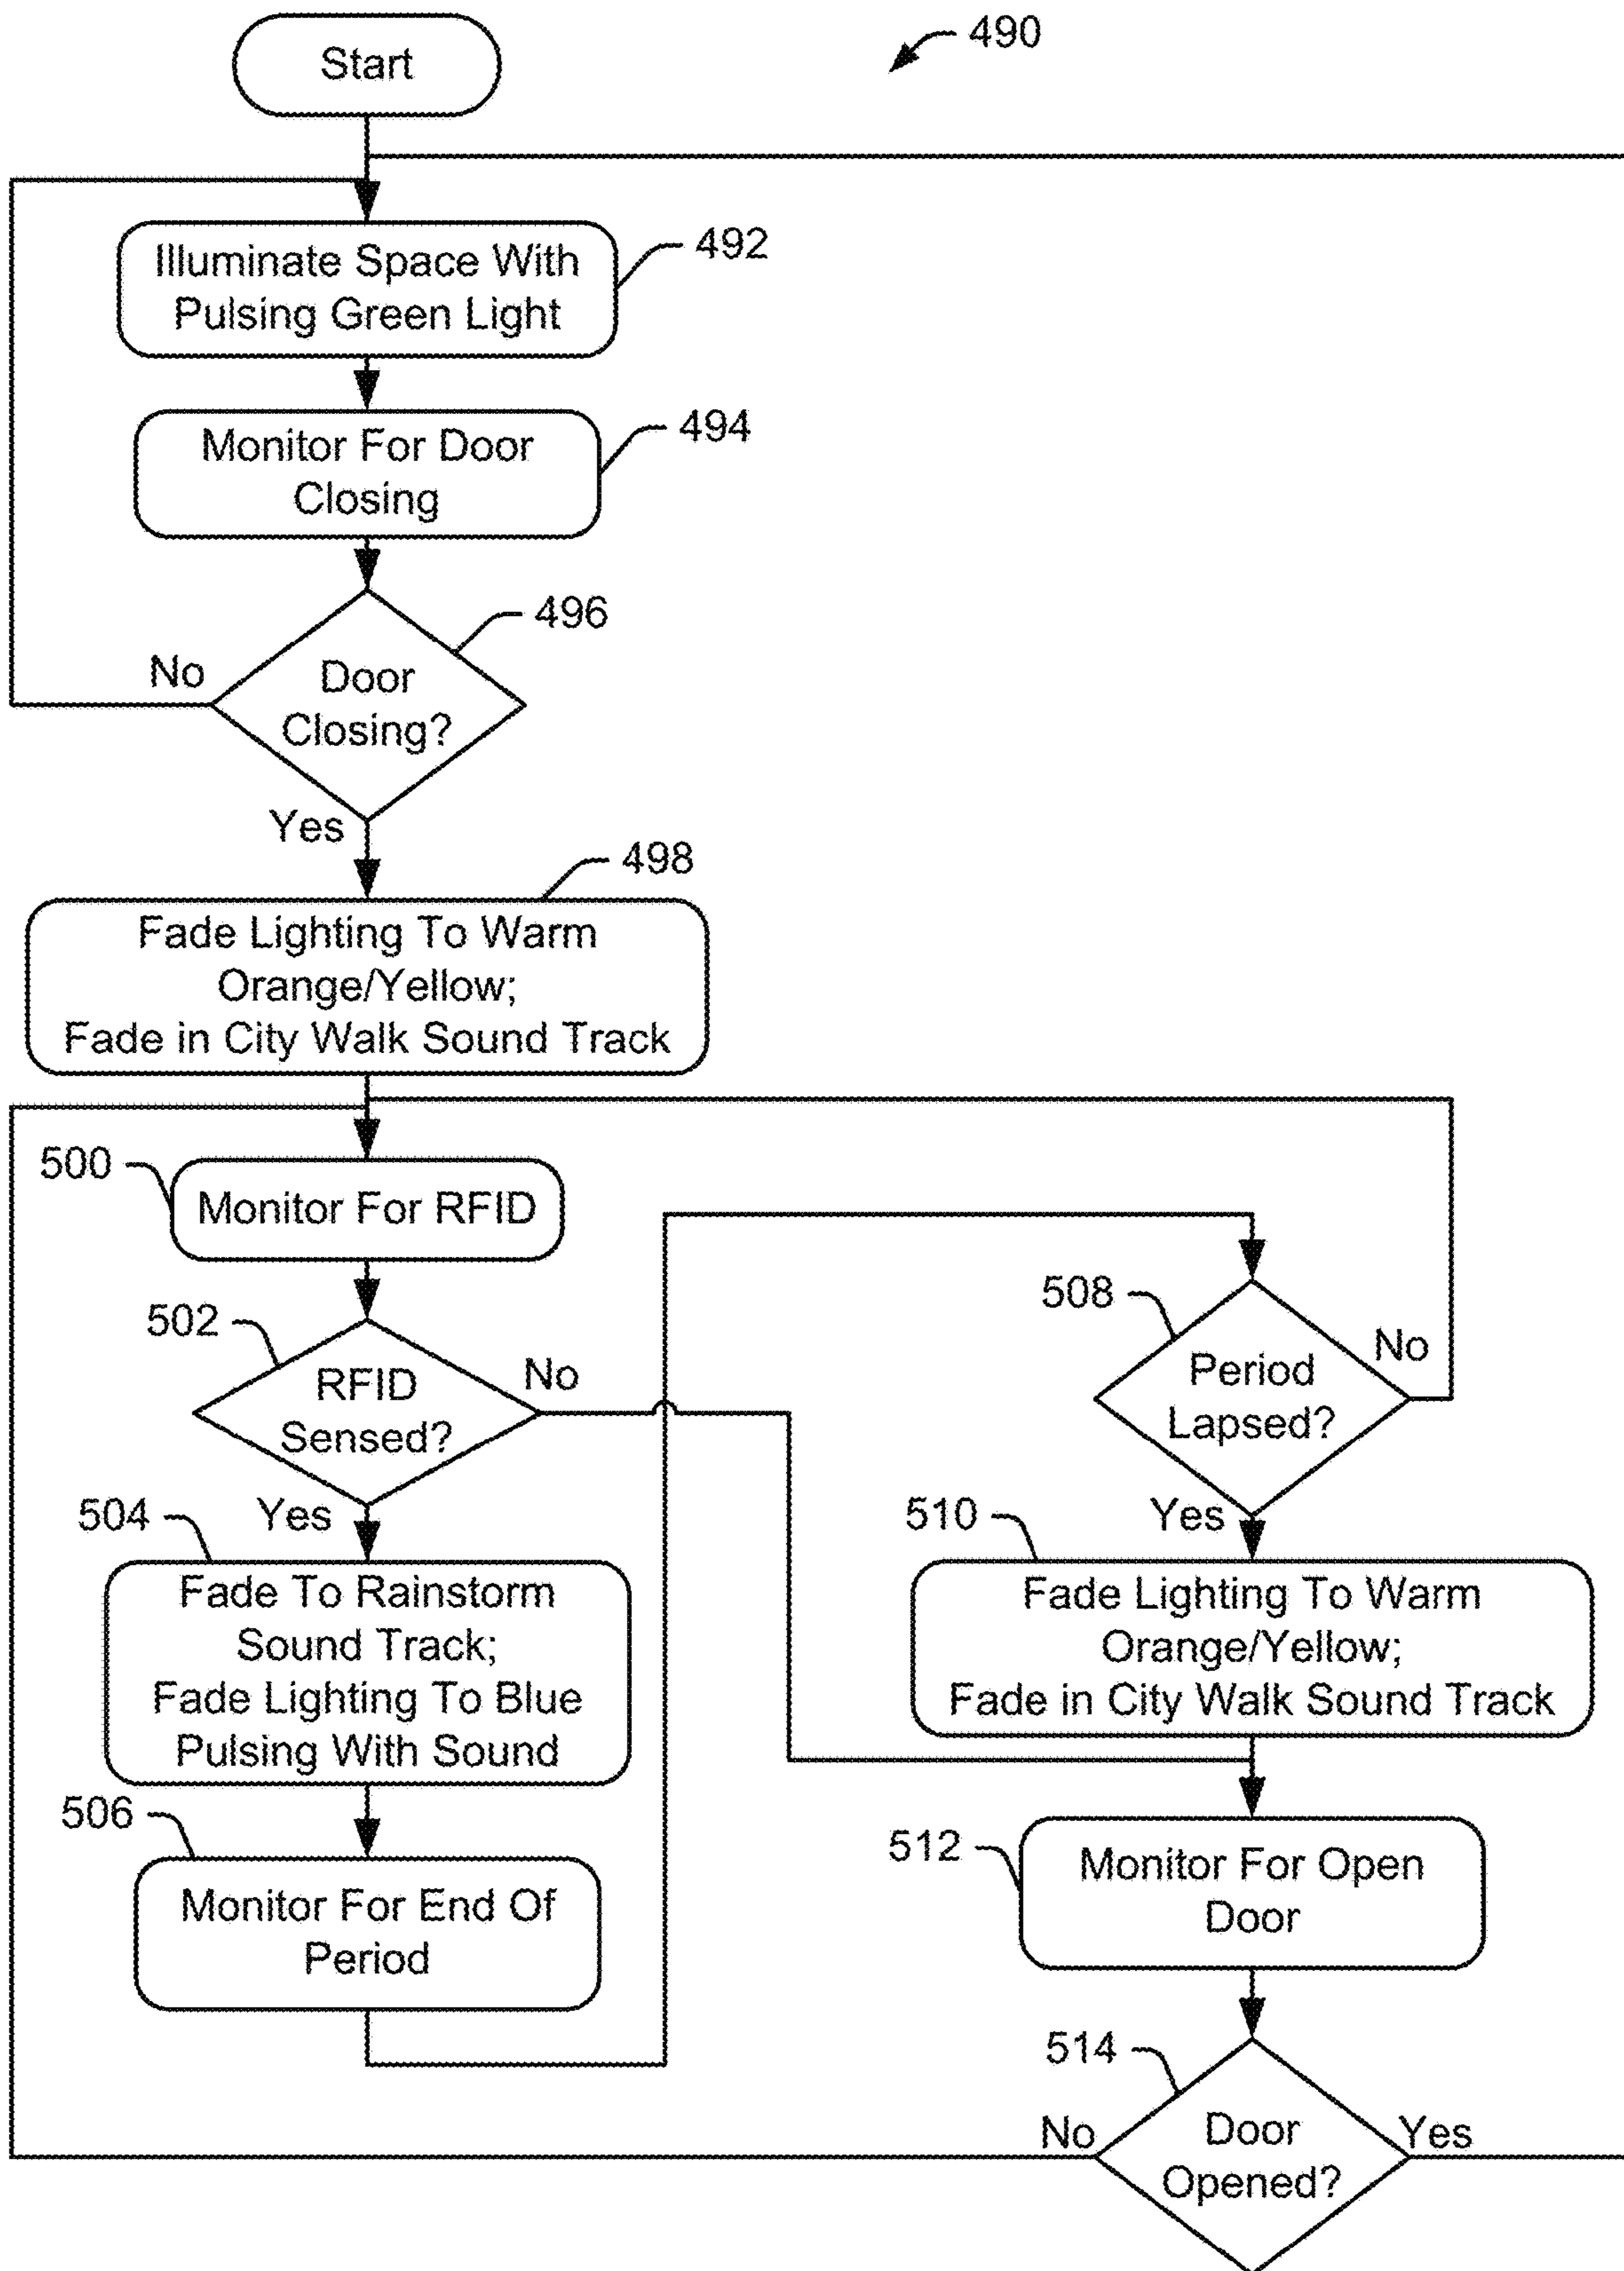 Start
490
Illuminate Space With
Pulsing Green Light
492
Monitor For Door
Closing
494
Door
Closing?
496
No
Yes
498
Fade Lighting To Warm
Orange/Yellow;
Fade in City Walk Sound Track
500
Monitor For RFID
502
RFID
Sensed?
No
Yes
504
Fade To Rainstorm
Sound Track;
Fade Lighting To Blue
Pulsing With Sound
506
Monitor For End Of
Period
508
Period
Lapsed?
No
Yes
510
Fade Lighting To Warm
Orange/Yellow;
Fade in City Walk Sound Track
512
Monitor For Open
Door
514
Door
Opened?
No
Yes